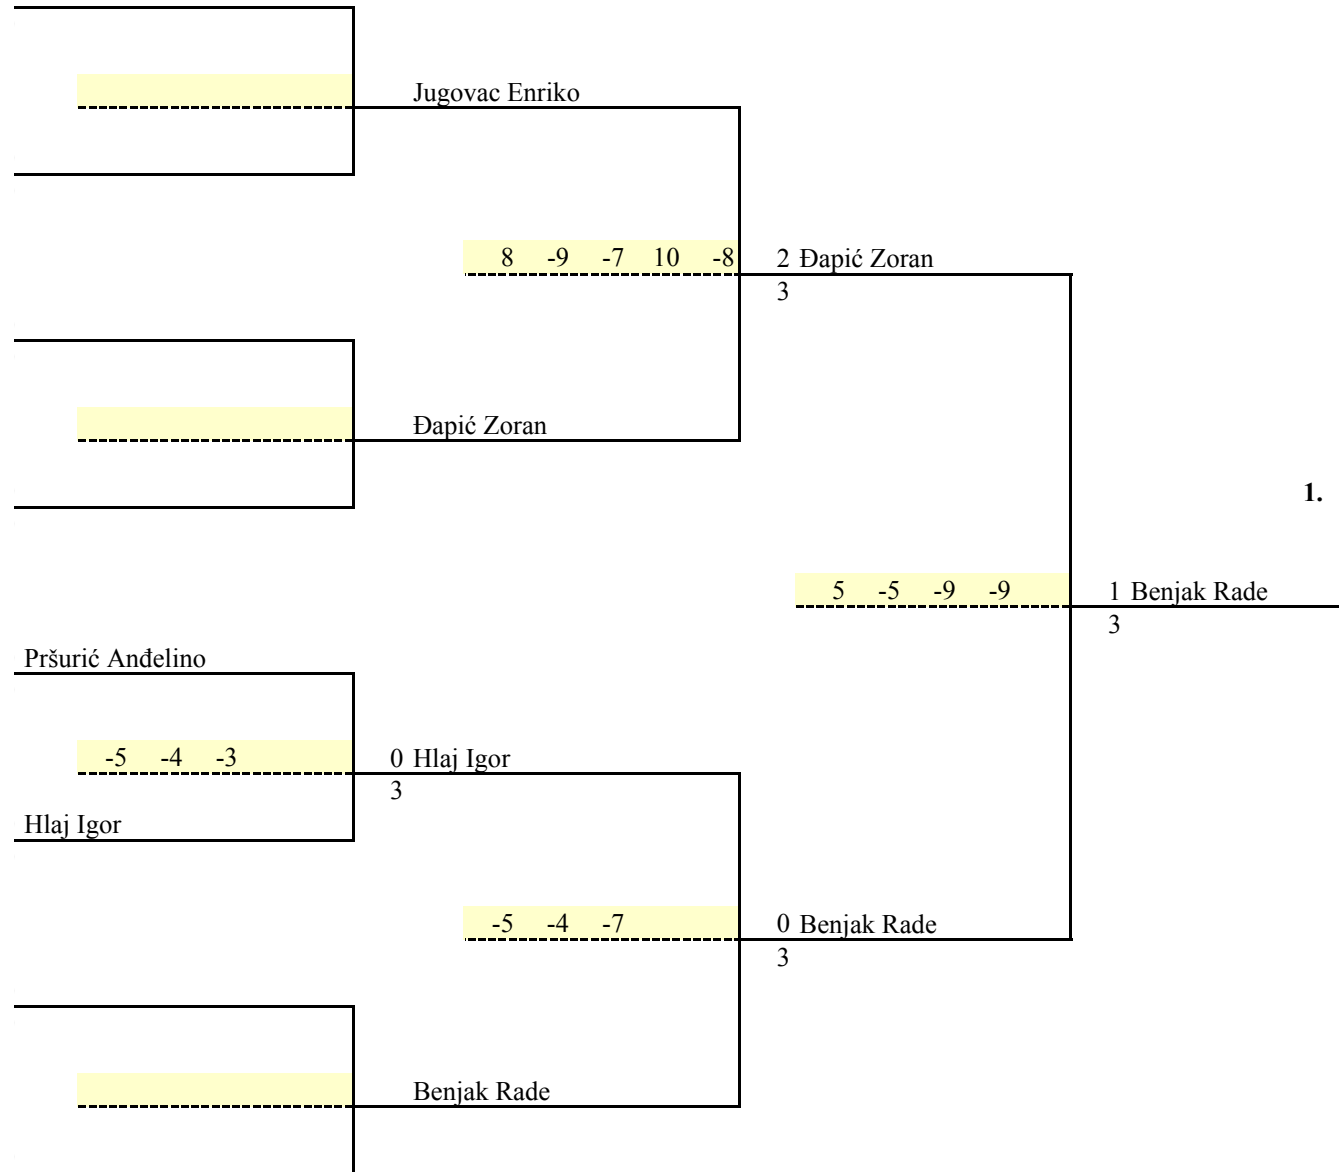 Jugovac Enriko
8 -9 -7 10 -8 2 Đapić Zoran
3
Đapić Zoran
1.
5 -5 -9 -9 1 Benjak Rade
3
Pršurić Anđelino
-5 -4 -3 0 Hlaj Igor
3
Hlaj Igor
-5 -4 -7 0 Benjak Rade
3
Benjak Rade